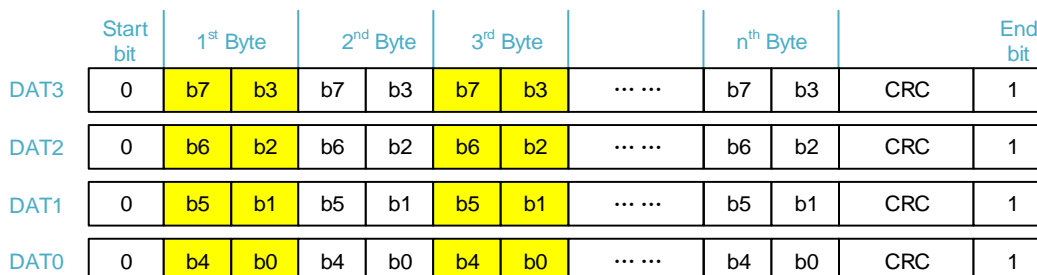 Start bit 1st Byte 2nd Byte 3rd Byte nth Byte End bit
DAT3 0 b7 b3 b7 b3 b7 b3 ...... b7 b3 CRC 1
DAT2 0 b6 b2 b6 b2 b6 b2 ...... b6 b2 CRC 1
DAT1 0 b5 b1 b5 b1 b5 b1 ...... b5 b1 CRC 1
DAT0 0 b4 b0 b4 b0 b4 b0 ...... b4 b0 CRC 1